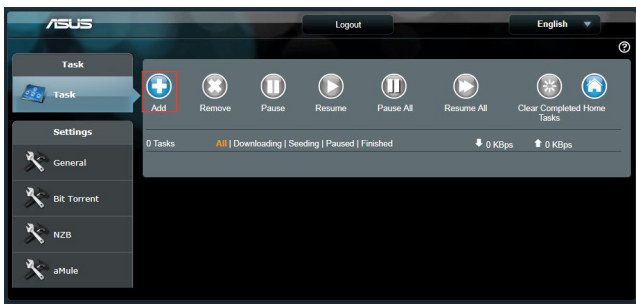 ASUS
Logout
English
?
Task
Task
Add
Remove
Pause
Resume
Pause All
Resume All
Clear Completed Tasks
Home
0 Tasks
All | Downloading | Seeding | Paused | Finished
0 KBps
0 KBps
Settings
General
Bit Torrent
NZB
aMule